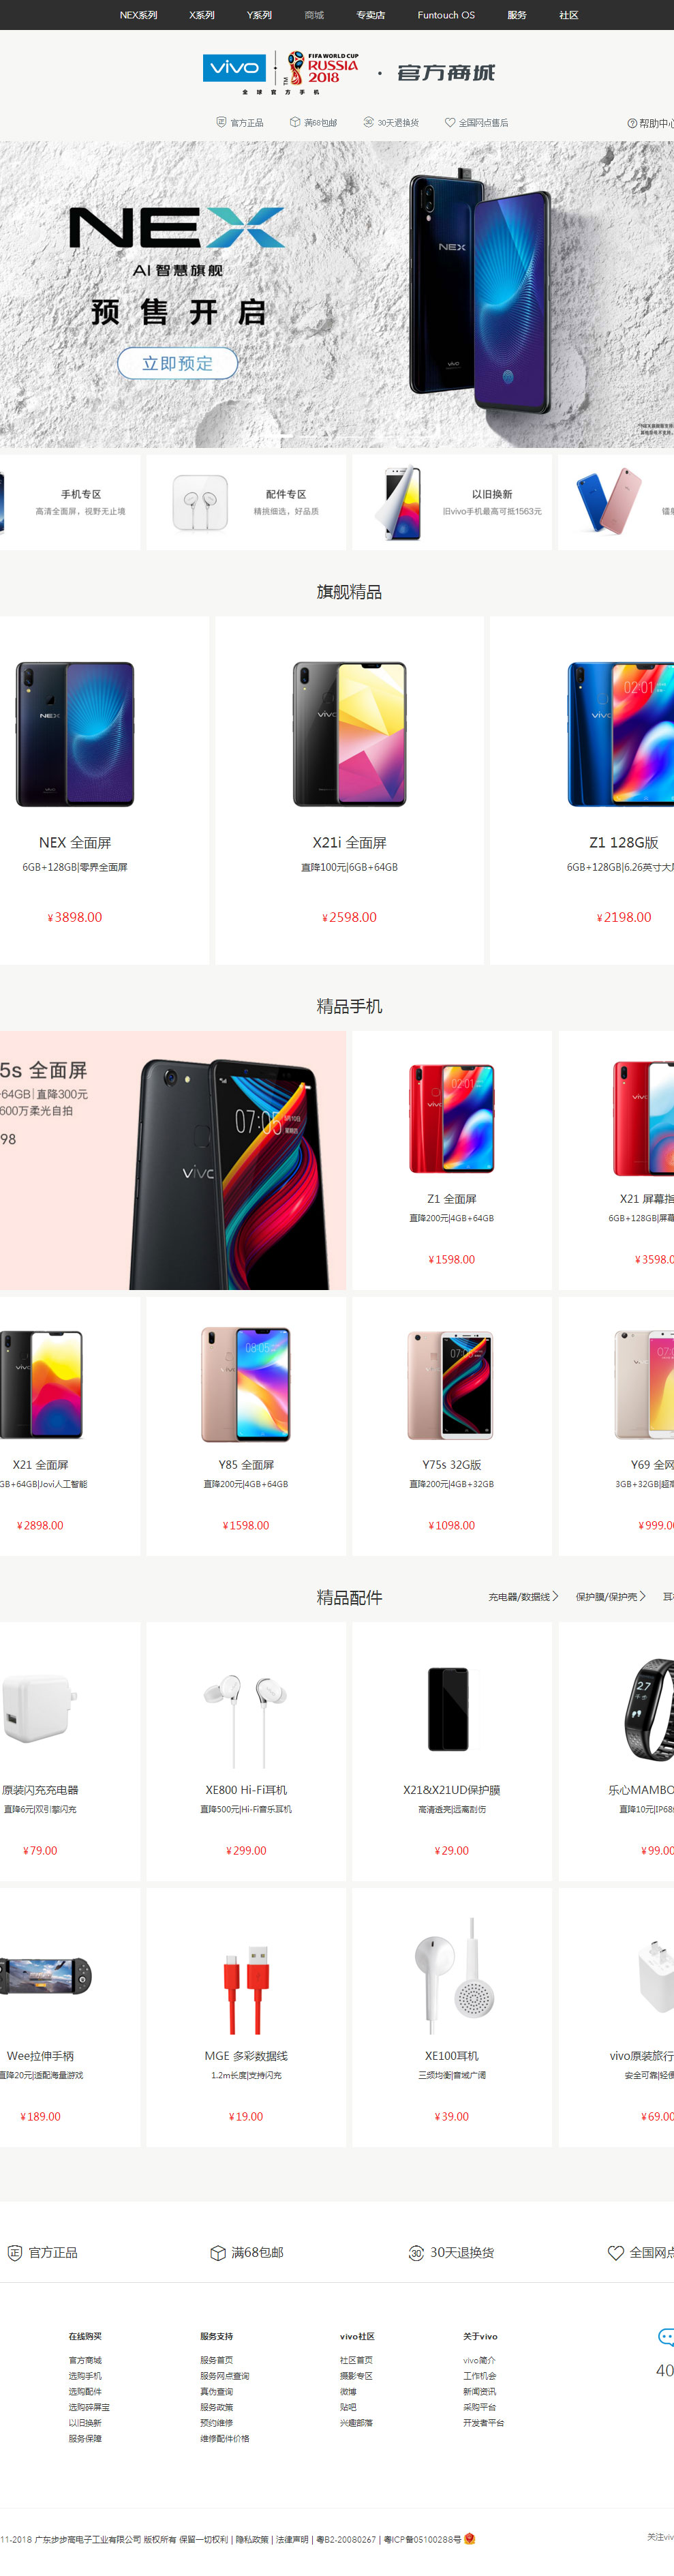 NEX系列 X系列 Y系列 商城 专卖店 Funtouch OS 服务 社区
vivo FIFA WORLD CUP RUSSIA 2018 · 官方商城
全球官方手机
官方正品 满68包邮 30天退换货 全国网点售后 帮助中心
NEX
AI 智慧旗舰
预售开启
立即预定
手机专区
高清全面屏，视野无止境
配件专区
精挑细选，好品质
以旧换新
旧vivo手机最高可抵1563元
旗舰精品
NEX 全面屏
6GB+128GB|零界全面屏
¥3898.00
X21i 全面屏
直降100元|6GB+64GB
¥2598.00
Z1 128G版
6GB+128GB|6.26英寸大
¥2198.00
精品手机
5s 全面屏
+64GB|直降300元
600万柔光自拍
98
Z1 全面屏
直降200元|4GB+64GB
¥1598.00
X21 屏幕指
6GB+128GB|屏幕
¥3598.0
X21 全面屏
GB+64GB|Jovi人工智能
¥2898.00
Y85 全面屏
直降200元|4GB+64GB
¥1598.00
Y75s 32G版
直降200元|4GB+32GB
¥1098.00
Y69 全网
3GB+32GB|超高
¥999.0
精品配件
充电器/数据线 保护膜/保护壳
原装闪充充电器
直降6元|双引擎闪充
¥79.00
XE800 Hi-Fi耳机
直降500元|Hi-Fi音乐耳机
¥299.00
X21&X21UD保护膜
高清透亮|远离刮伤
¥29.00
乐心MAMBO
直降10元|IP68
¥99.00
Wee拉伸手柄
直降20元|适配海量游戏
¥189.00
MGE 多彩数据线
1.2m长度|支持闪充
¥19.00
XE100耳机
三频均衡|音域广阔
¥39.00
vivo原装旅行
安全可靠|轻便
¥69.00
官方正品 满68包邮 30天退换货 全国网点
在线购买
官方商城
选购手机
选购配件
选购碎屏宝
以旧换新
服务保障
服务支持
服务首页
服务网点查询
真伪查询
服务政策
预约维修
维修配件价格
vivo社区
社区首页
摄影专区
微博
贴吧
兴趣部落
关于vivo
vivo简介
工作机会
新闻资讯
采购平台
开发者平台
40
11-2018 广东步步高电子工业有限公司 版权所有 保留一切权利 | 隐私政策 | 法律声明 | 粤B2-20080267 | 粤ICP备05100288号
关注viv